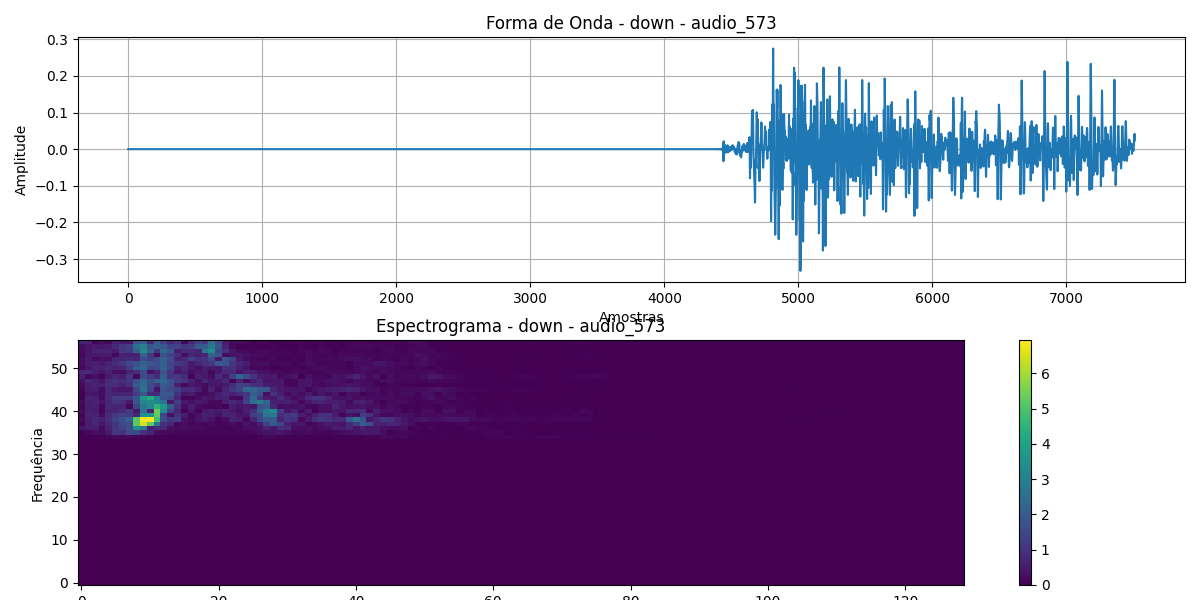 Forma de Onda - down - audio_573
0.3
0.2
0.1
0.0
−0.1
−0.2
−0.3
Amplitude
0 1000 2000 3000 4000 5000 6000 7000
Amostras
Espectrograma - down - audio_573
50
40
30
20
10
0
Frequência
0 20 40 60 80 100 120
6
5
4
3
2
1
0